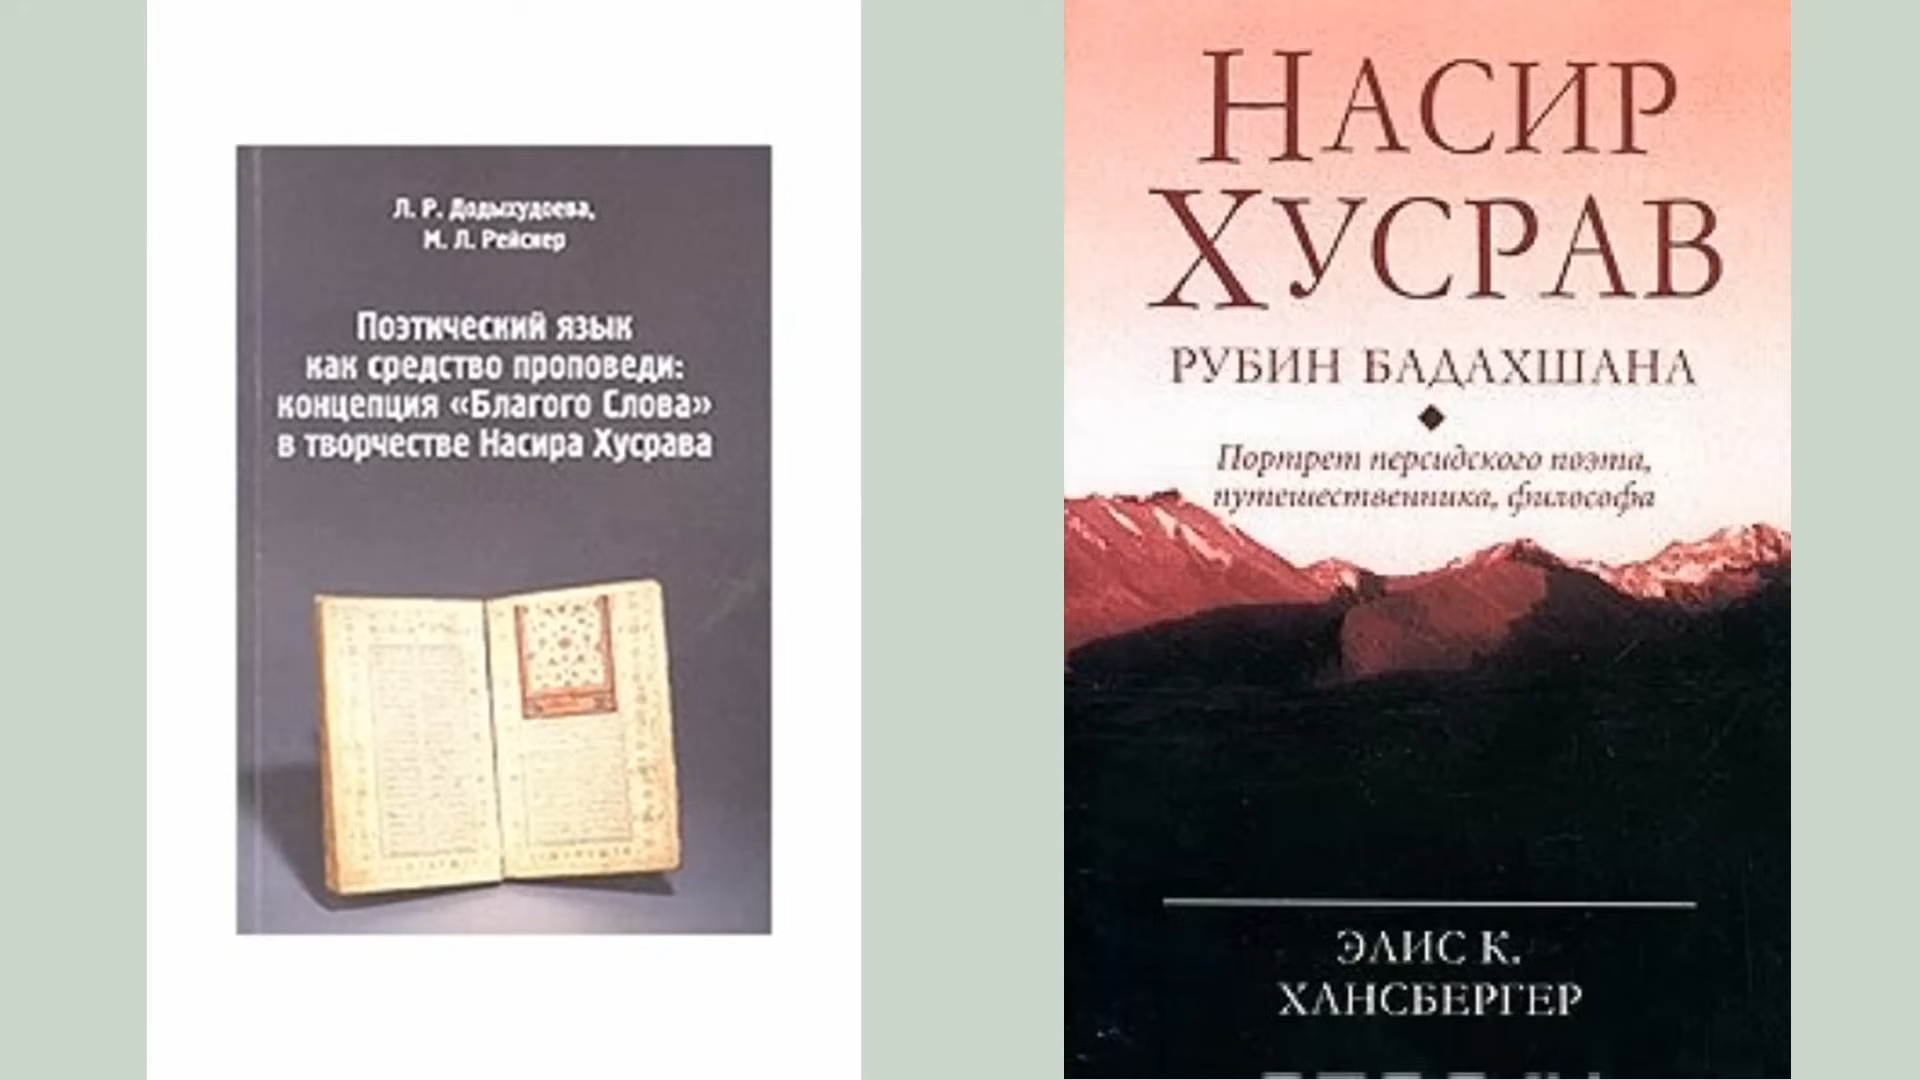 Л. Р. Додыхудоева,
М. Л. Рейснер
Поэтический язык
как средство проповеди:
концепция «Благого Слова»
в творчестве Насира Хусрава
НАСИР
ХУСРАВ
РУБИН БАДАХШАНА
Портрет персидского поэта,
путешественника, философа
ЭЛИС К.
ХАНСБЕРГЕР